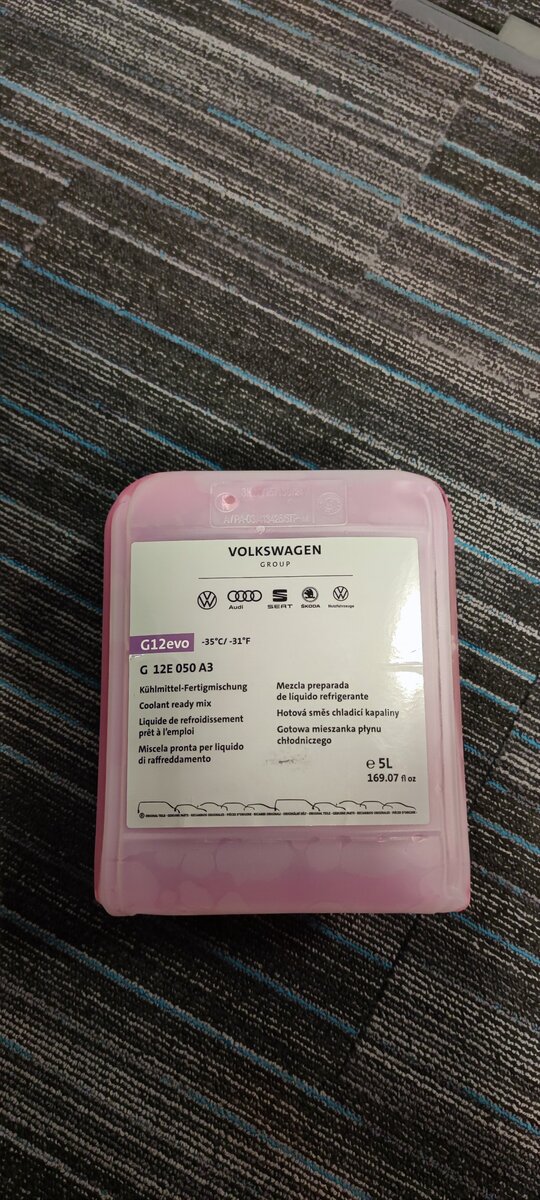 VOLKSWAGEN
GROUP
Audi
SEAT
ŠKODA
Nutzfahrzeuge
G12evo
-35°C/ -31°F
G 12E 050 A3
Kühlmittel-Fertigmischung
Coolant ready mix
Liquide de refroidissement
prêt à l'emploi
Miscela pronta per liquido
di raffreddamento
Mezcla preparada
de líquido refrigerante
Hotová směs chladicí kapaliny
Gotowa mieszanka płynu
chłodniczego
℮ 5L
169.07 fl oz